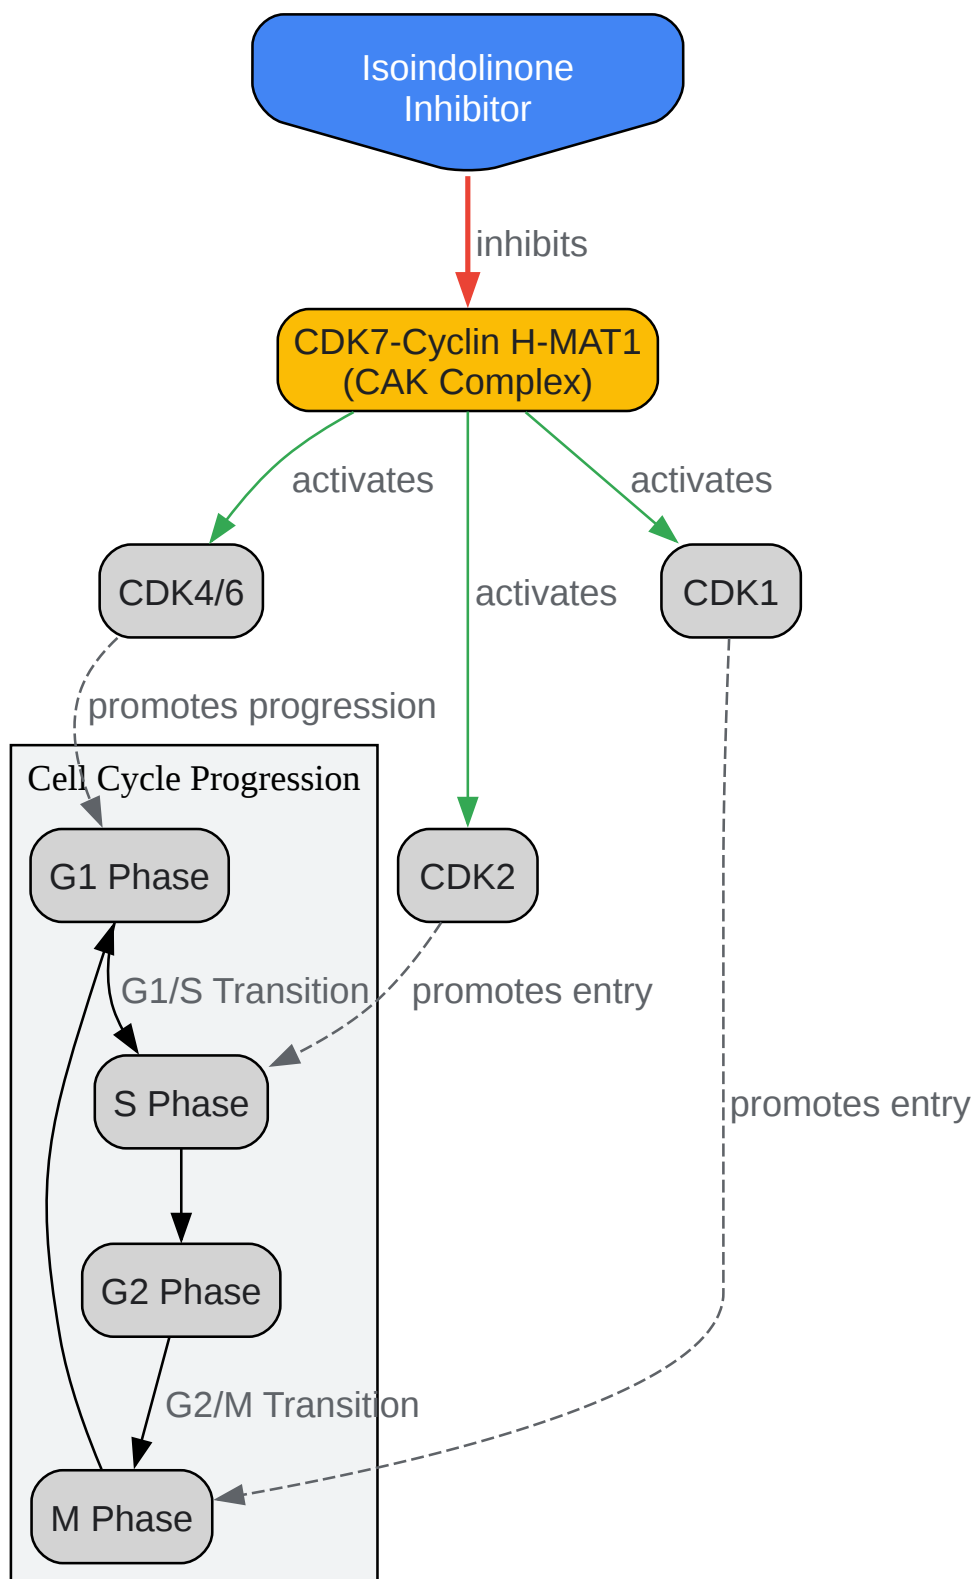 Isoindolinone
Inhibitor
inhibits
CDK7-Cyclin H-MAT1
(CAK Complex)
activates
activates
CDK4/6
activates
CDK1
promotes progression
Cell Cycle Progression
G1 Phase
CDK2
G1/S Transition
promotes entry
S Phase
promotes entry
G2 Phase
G2/M Transition
M Phase